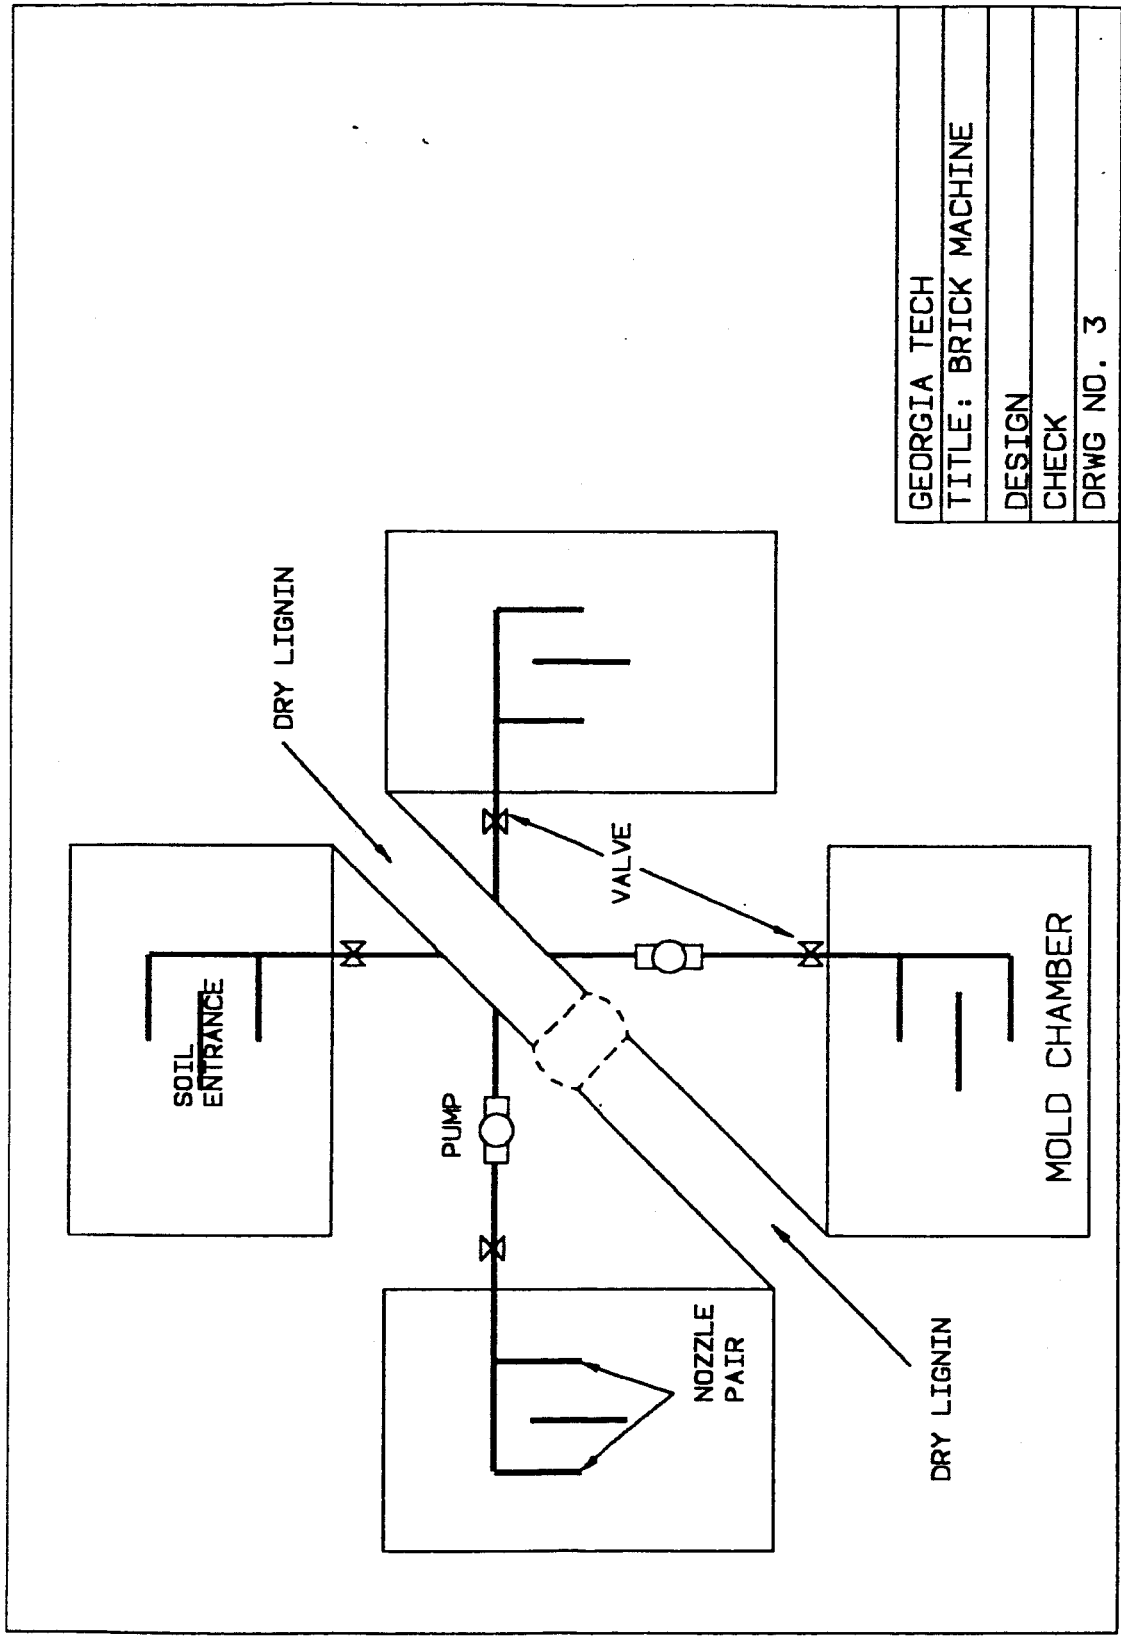 SOIL
ENTRANCE
DRY LIGNIN
PUMP
VALVE
NOZZLE
PAIR
DRY LIGNIN
MOLD CHAMBER
GEORGIA TECH
TITLE: BRICK MACHINE
DESIGN
CHECK
DRWG NO. 3